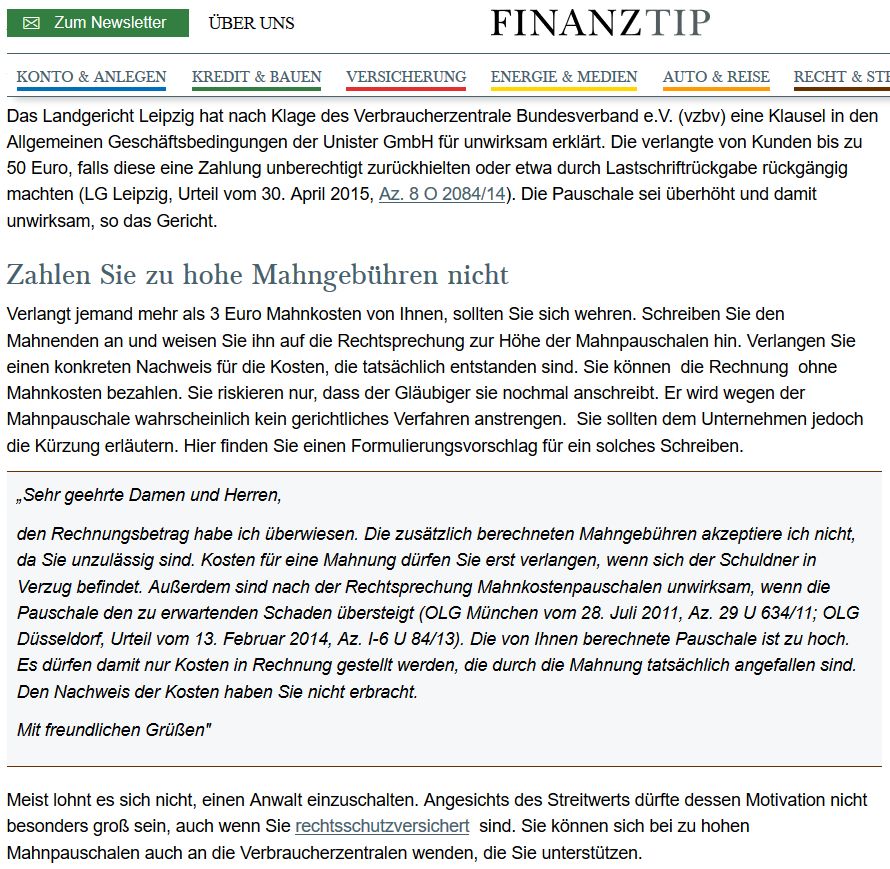 Zum Newsletter ÜBER UNS FINANZTIP
KONTO & ANLEGEN KREDIT & BAUEN VERSICHERUNG ENERGIE & MEDIEN AUTO & REISE RECHT & STE
Das Landgericht Leipzig hat nach Klage des Verbraucherzentrale Bundesverband e.V. (vzbv) eine Klausel in den
Allgemeinen Geschäftsbedingungen der Unister GmbH für unwirksam erklärt. Die verlangte von Kunden bis zu
50 Euro, falls diese eine Zahlung unberechtigt zurückhielten oder etwa durch Lastschriftrückgabe rückgängig
machten (LG Leipzig, Urteil vom 30. April 2015, Az. 8 O 2084/14). Die Pauschale sei überhöht und damit
unwirksam, so das Gericht.
Zahlen Sie zu hohe Mahngebühren nicht
Verlangt jemand mehr als 3 Euro Mahnkosten von Ihnen, sollten Sie sich wehren. Schreiben Sie den
Mahnenden an und weisen Sie ihn auf die Rechtsprechung zur Höhe der Mahnpauschalen hin. Verlangen Sie
einen konkreten Nachweis für die Kosten, die tatsächlich entstanden sind. Sie können die Rechnung ohne
Mahnkosten bezahlen. Sie riskieren nur, dass der Gläubiger sie nochmal anschreibt. Er wird wegen der
Mahnpauschale wahrscheinlich kein gerichtliches Verfahren anstrengen. Sie sollten dem Unternehmen jedoch
die Kürzung erläutern. Hier finden Sie einen Formulierungsvorschlag für ein solches Schreiben.
„Sehr geehrte Damen und Herren,
den Rechnungsbetrag habe ich überwiesen. Die zusätzlich berechneten Mahngebühren akzeptiere ich nicht,
da Sie unzulässig sind. Kosten für eine Mahnung dürfen Sie erst verlangen, wenn sich der Schuldner in
Verzug befindet. Außerdem sind nach der Rechtsprechung Mahnkostenpauschalen unwirksam, wenn die
Pauschale den zu erwartenden Schaden übersteigt (OLG München vom 28. Juli 2011, Az. 29 U 634/11; OLG
Düsseldorf, Urteil vom 13. Februar 2014, Az. I-6 U 84/13). Die von Ihnen berechnete Pauschale ist zu hoch.
Es dürfen damit nur Kosten in Rechnung gestellt werden, die durch die Mahnung tatsächlich angefallen sind.
Den Nachweis der Kosten haben Sie nicht erbracht.
Mit freundlichen Grüßen"
Meist lohnt es sich nicht, einen Anwalt einzuschalten. Angesichts des Streitwerts dürfte dessen Motivation nicht
besonders groß sein, auch wenn Sie rechtsschutzversichert sind. Sie können sich bei zu hohen
Mahnpauschalen auch an die Verbraucherzentralen wenden, die Sie unterstützen.